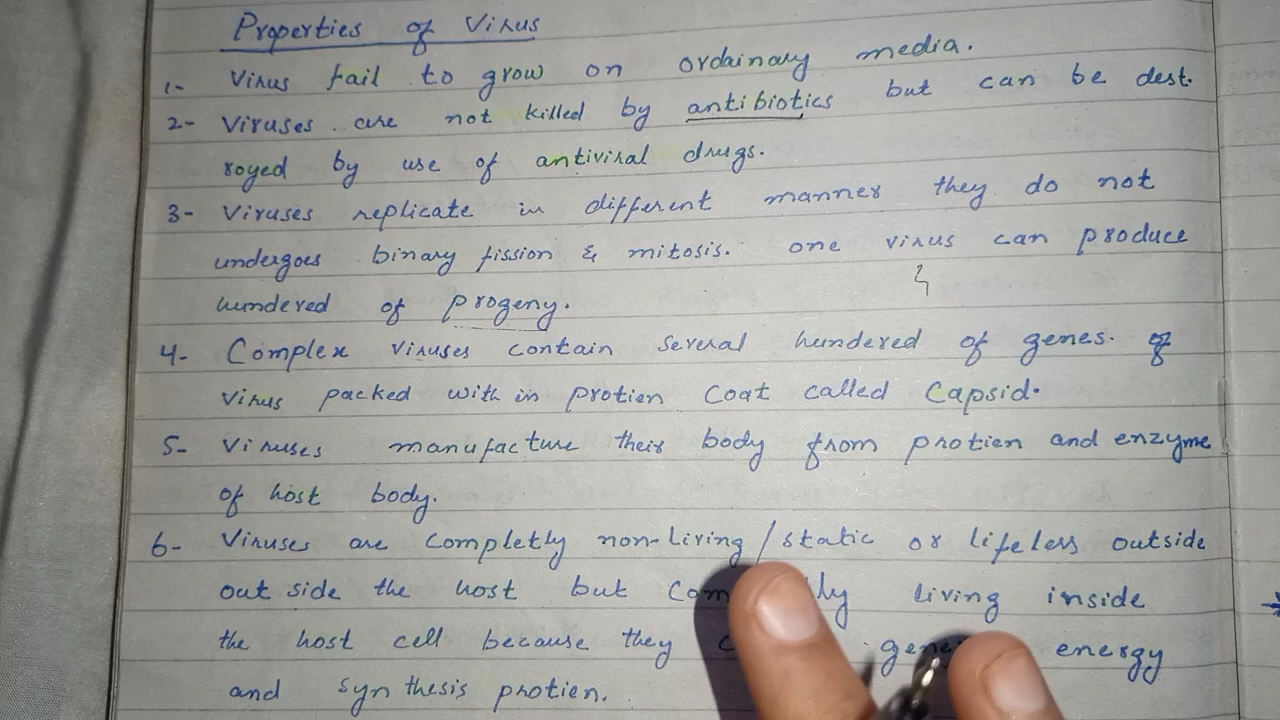 Properties of Virus
1- Virus fail to grow on ordainary media.
2- Viruses are not killed by antibiotics but can be dest.
royed by use of antiviral drugs.
3- Viruses replicate in different manner they do not
undergoes binary fission & mitosis. one virus can produce
hundered of progeny.
4- Complex viruses contain several hundered of genes. of
virus packed with in protien coat called Capsid.
5- Viruses manufacture their body from protien and enzyme
of host body.
6- Viruses are completly non-living/static or lifeless outside
out side the host but living inside
the host cell because they energy
and synthesis protien.